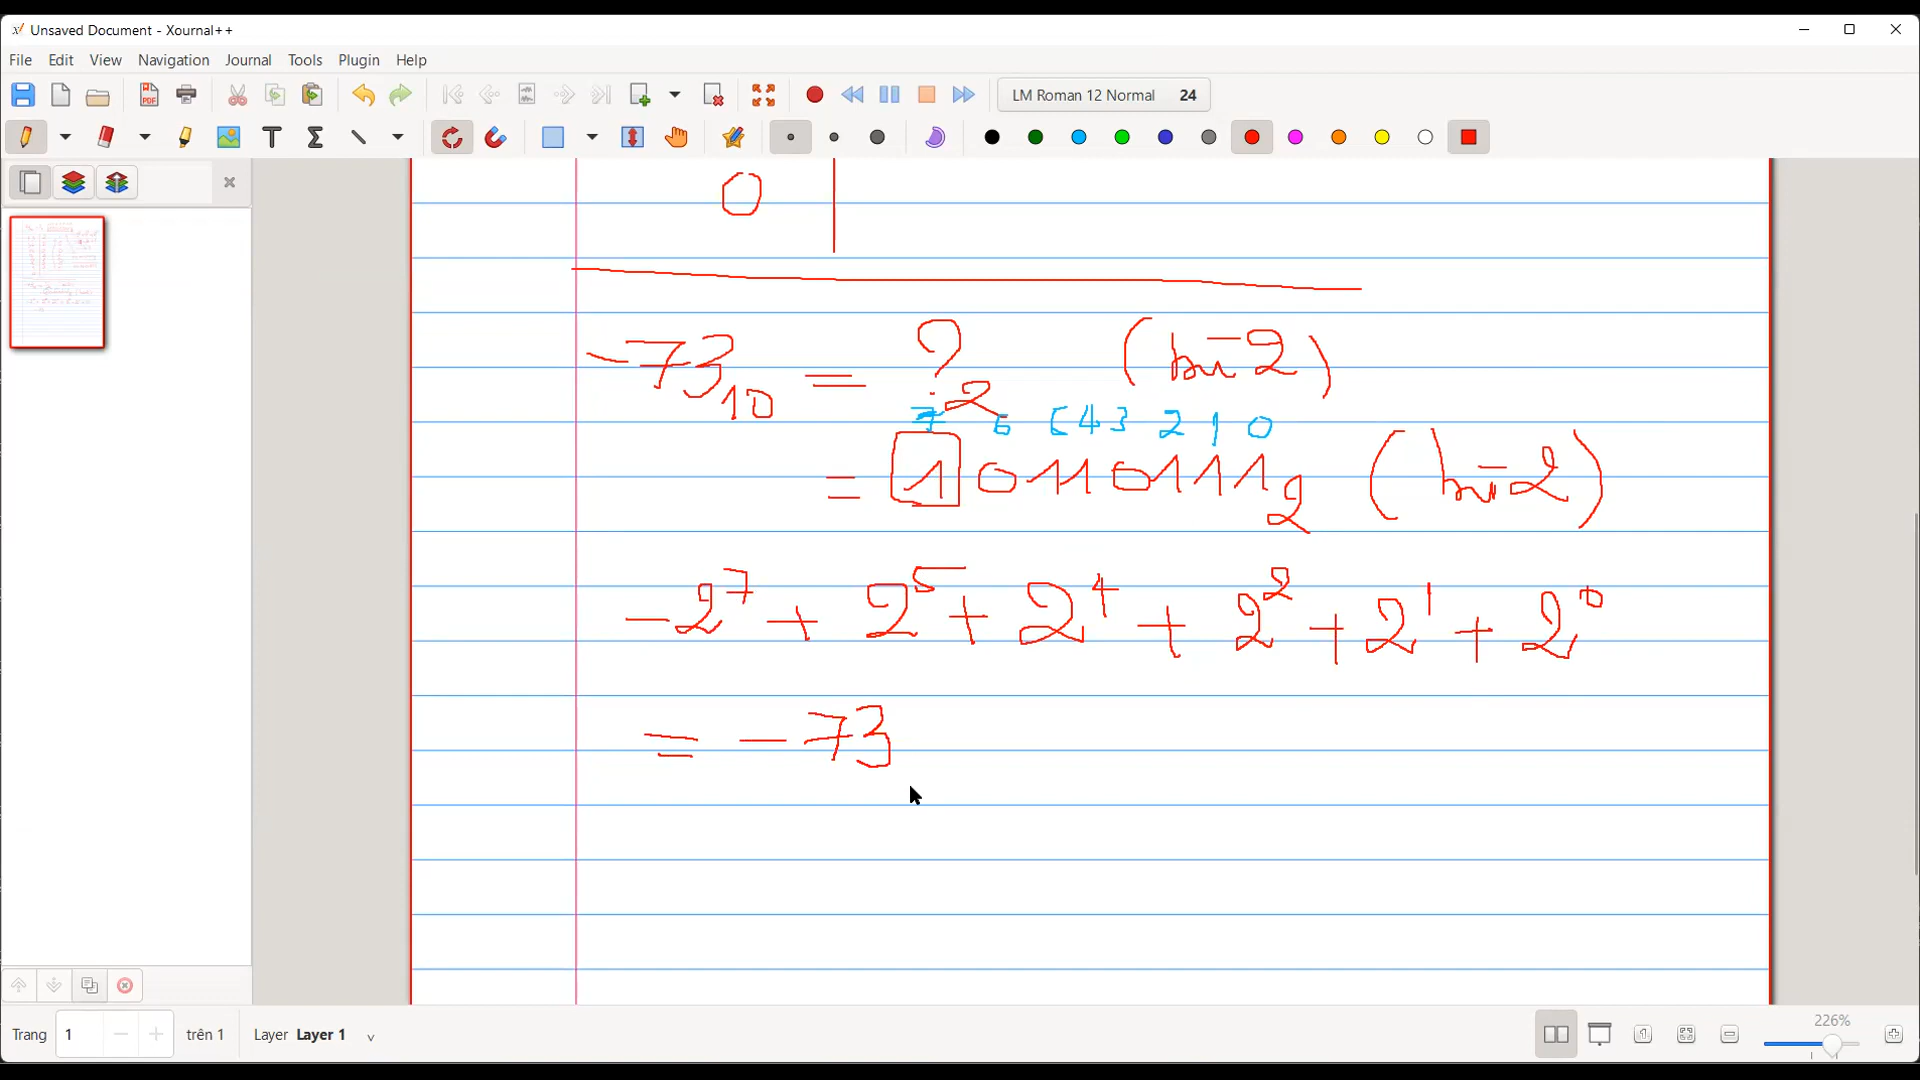 Unsaved Document - Xournal++
File Edit View Navigation Journal Tools Plugin Help
PDF
LM Roman 12 Normal 24
T Σ
0
-73₁₀ = ?₂ (bù-2)
7 6 5 4 3 2 1 0
= 10110111₂ (bù-2)
-2⁷ + 2⁵ + 2⁴ + 2² + 2¹ + 2⁰
= -73
Trang 1 trên 1 Layer Layer 1
226%